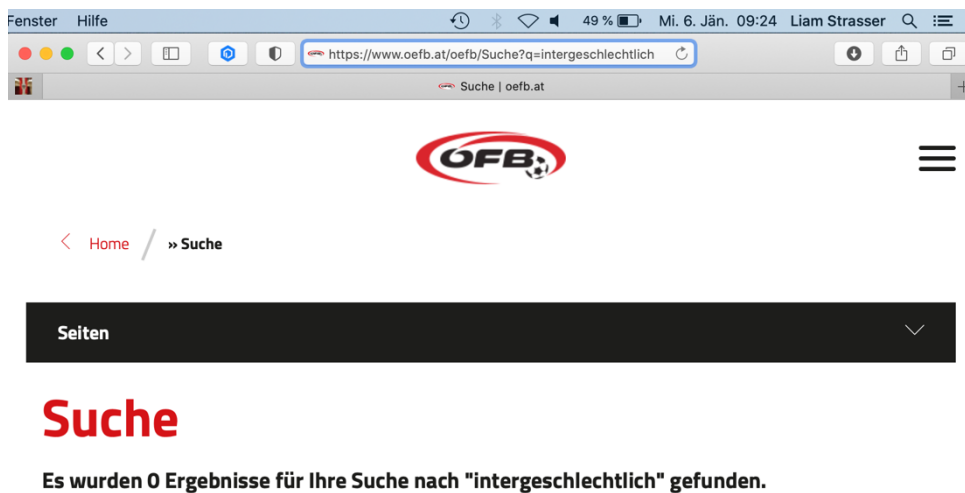 Fenster Hilfe 49 % Mi. 6. Jän. 09:24 Liam Strasser
https://www.oefb.at/oefb/Suche?q=intergeschlechtlich
Suche | oefb.at
ÖFB
Home » Suche
Seiten
Suche
Es wurden 0 Ergebnisse für Ihre Suche nach "intergeschlechtlich" gefunden.